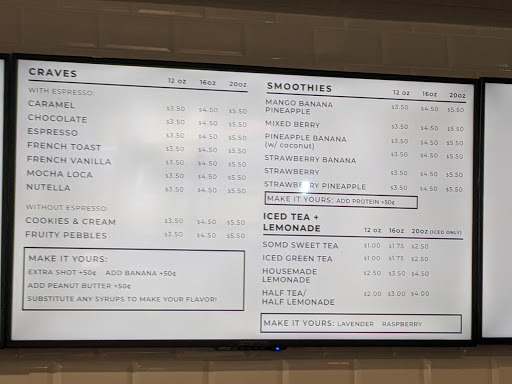 CRAVES 12 oz 16oz 20oz
WITH ESPRESSO:
CARAMEL $3.50 $4.50 $5.50
CHOCOLATE $3.50 $4.50 $5.50
ESPRESSO $3.50 $4.50 $5.50
FRENCH TOAST $3.50 $4.50 $5.50
FRENCH VANILLA $3.50 $4.50 $5.50
MOCHA LOCA $3.50 $4.50 $5.50
NUTELLA $3.50 $4.50 $5.50
WITHOUT ESPRESSO:
COOKIES & CREAM $3.50 $4.50 $5.50
FRUITY PEBBLES $3.50 $4.50 $5.50
MAKE IT YOURS:
EXTRA SHOT +50¢ ADD BANANA +50¢
ADD PEANUT BUTTER +50¢
SUBSTITUTE ANY SYRUPS TO MAKE YOUR FLAVOR!
SMOOTHIES 12 oz 16oz 20oz
MANGO BANANA $3.50 $4.50 $5.50
PINEAPPLE
MIXED BERRY $3.50 $4.50 $5.50
PINEAPPLE BANANA $3.50 $4.50 $5.50
(w/ coconut)
STRAWBERRY BANANA $3.50 $4.50 $5.50
STRAWBERRY $3.50 $4.50 $5.50
STRAWBERRY PINEAPPLE $3.50 $4.50 $5.50
MAKE IT YOURS: ADD PROTEIN +50¢
ICED TEA +
LEMONADE 12 oz 16oz 20oz (ICED ONLY)
SOMD SWEET TEA $1.00 $1.75 $2.50
ICED GREEN TEA $1.00 $1.75 $2.50
HOUSEMADE $2.50 $3.50 $4.50
LEMONADE
HALF TEA/ $2.00 $3.00 $4.00
HALF LEMONADE
MAKE IT YOURS: LAVENDER RASPBERRY